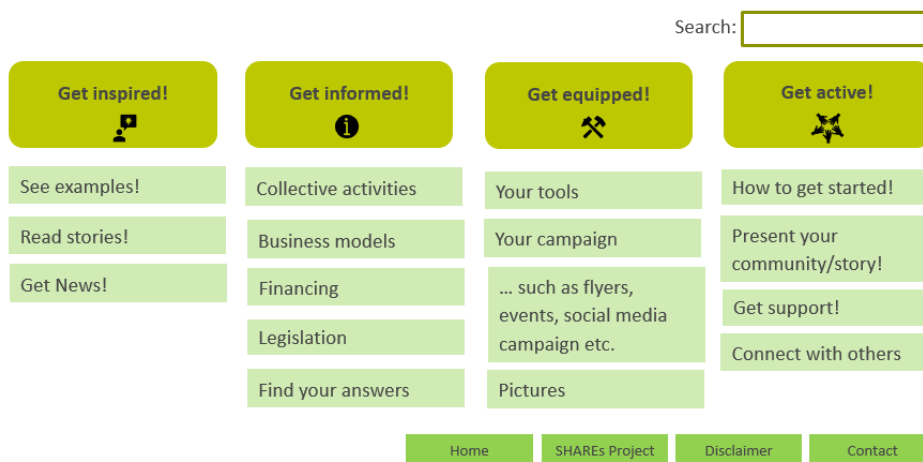 Search:
Get inspired!
See examples!
Read stories!
Get News!
Get informed!
Collective activities
Business models
Financing
Legislation
Find your answers
Get equipped!
Your tools
Your campaign
... such as flyers,
events, social media
campaign etc.
Pictures
Get active!
How to get started!
Present your
community/story!
Get support!
Connect with others
Home
SHAREs Project
Disclaimer
Contact